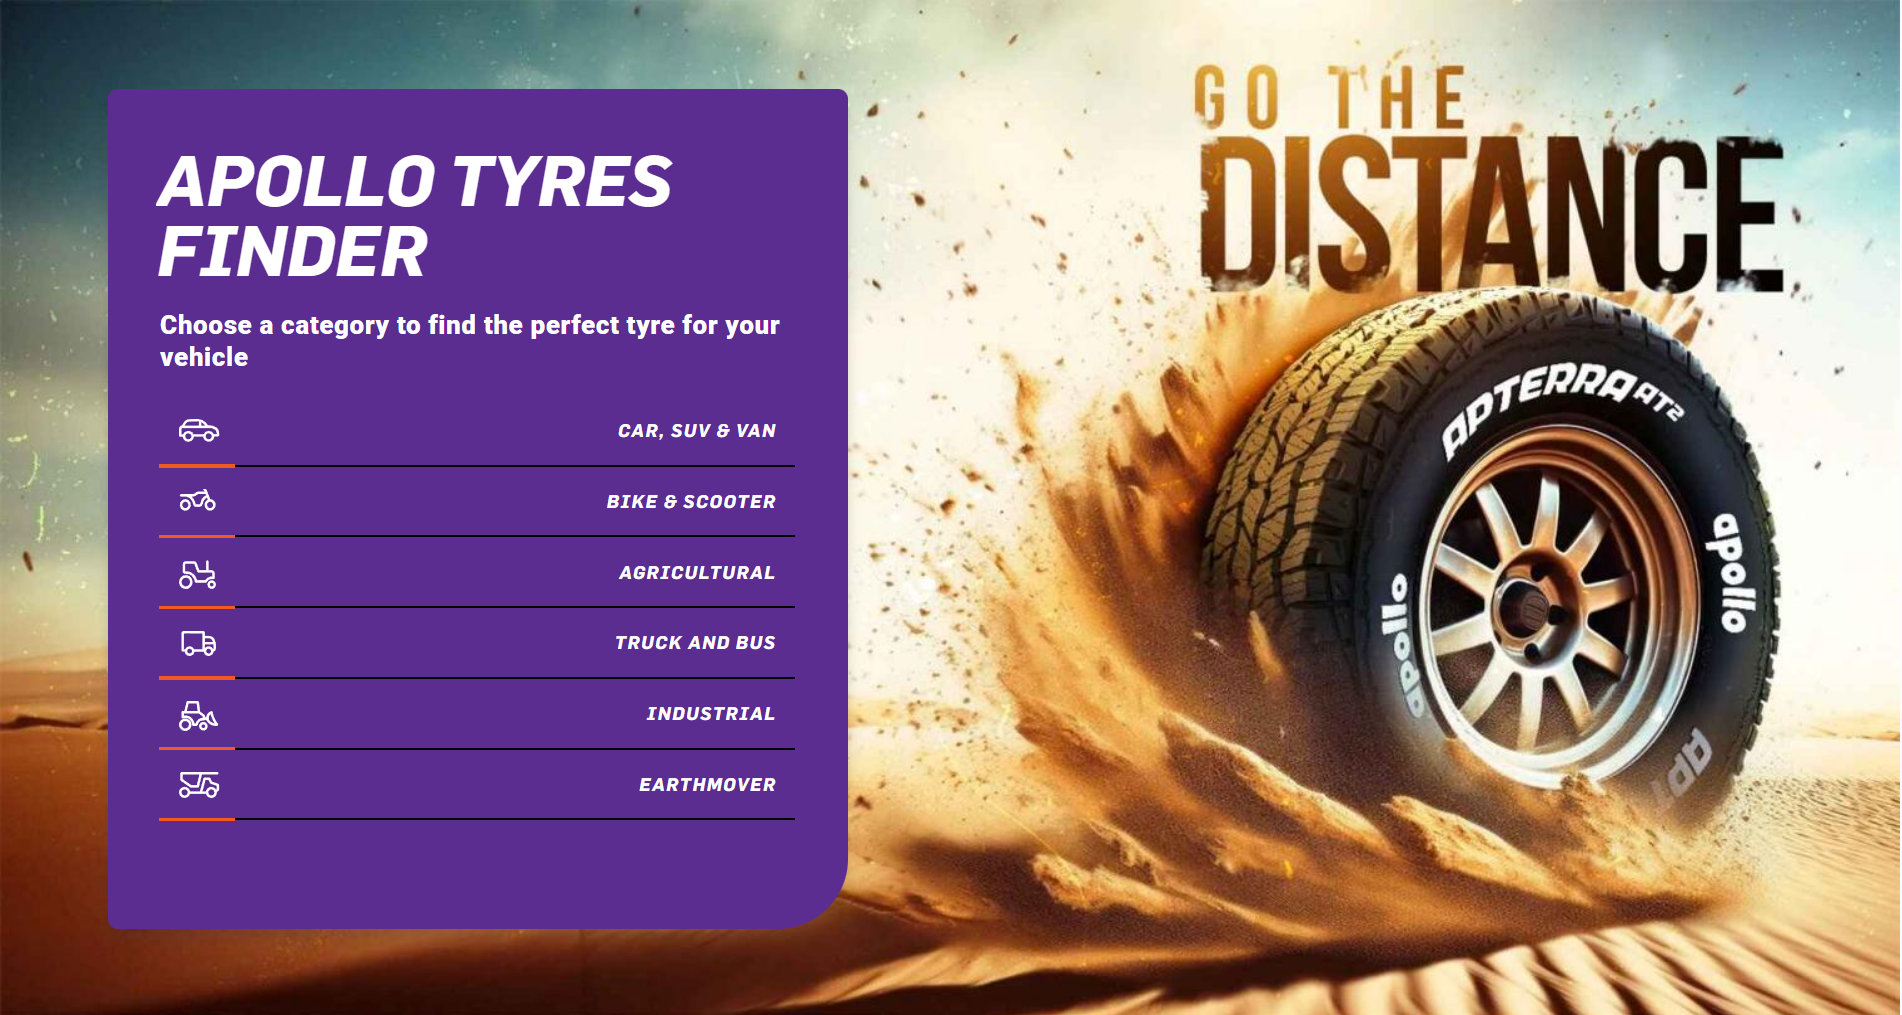 APOLLO TYRES
FINDER
Choose a category to find the perfect tyre for your
vehicle
CAR, SUV & VAN
BIKE & SCOOTER
AGRICULTURAL
TRUCK AND BUS
INDUSTRIAL
EARTHMOVER
GO THE
DISTANCE
APTERRA AT2
apollo
apollo